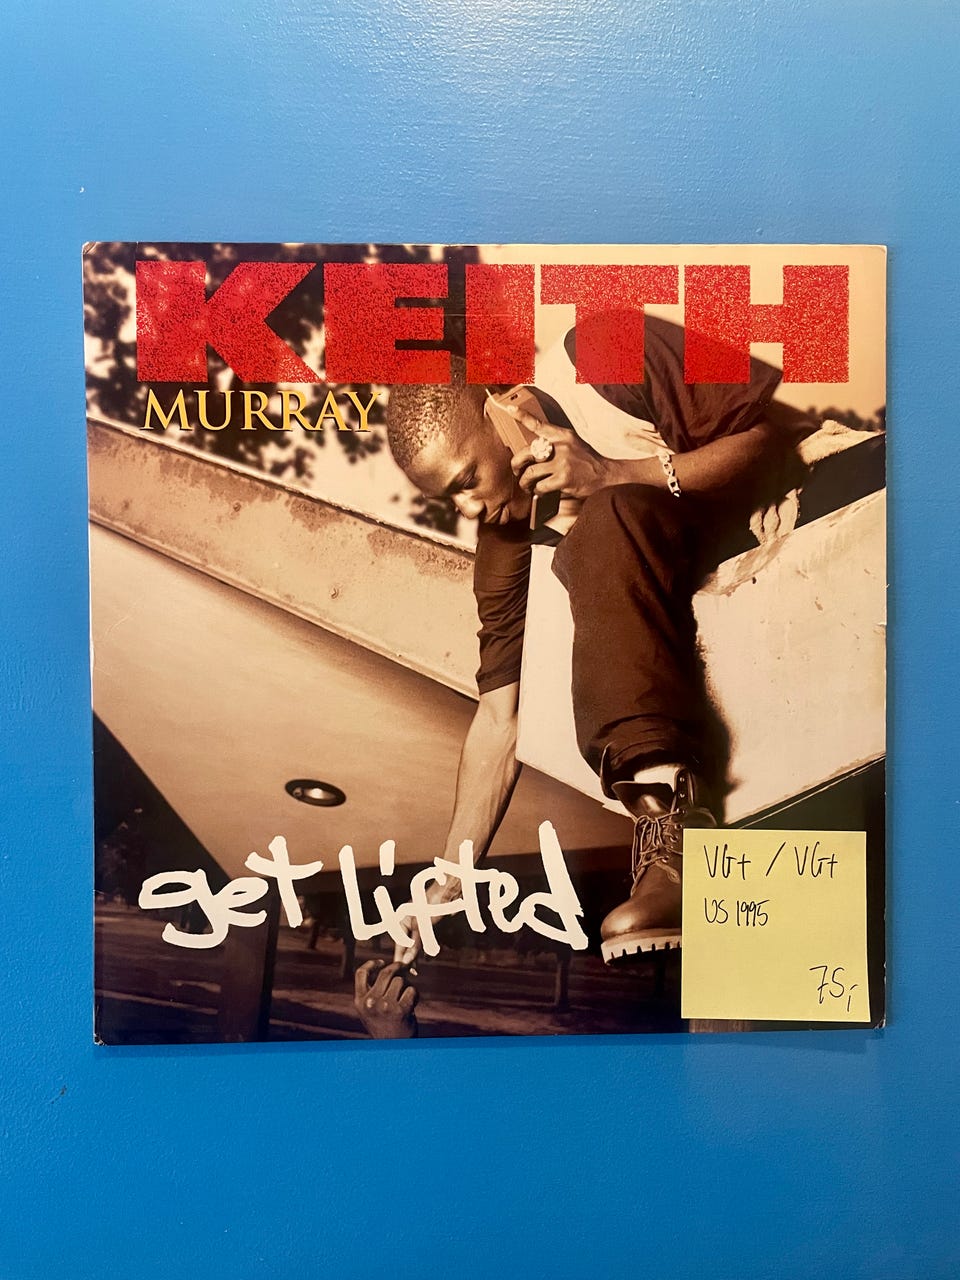 KEITH
MURRAY
get Lifted
VG+ / VG+
US 1995
75,-